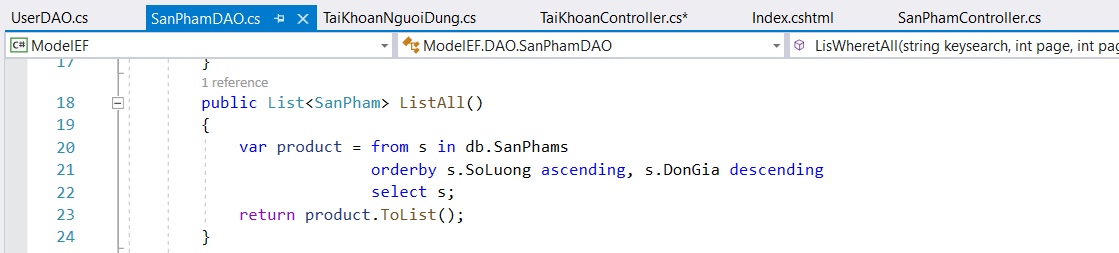 UserDAO.cs SanPhamDAO.cs TaiKhoanNguoiDung.cs TaiKhoanController.cs* Index.cshtml SanPhamController.cs
C# ModelEF ModelEF.DAO.SanPhamDAO LisWheretAll(string keysearch, int page, int pag
17 }
1 reference
18 public List<SanPham> ListAll()
19 {
20 var product = from s in db.SanPhams
21 orderby s.SoLuong ascending, s.DonGia descending
22 select s;
23 return product.ToList();
24 }